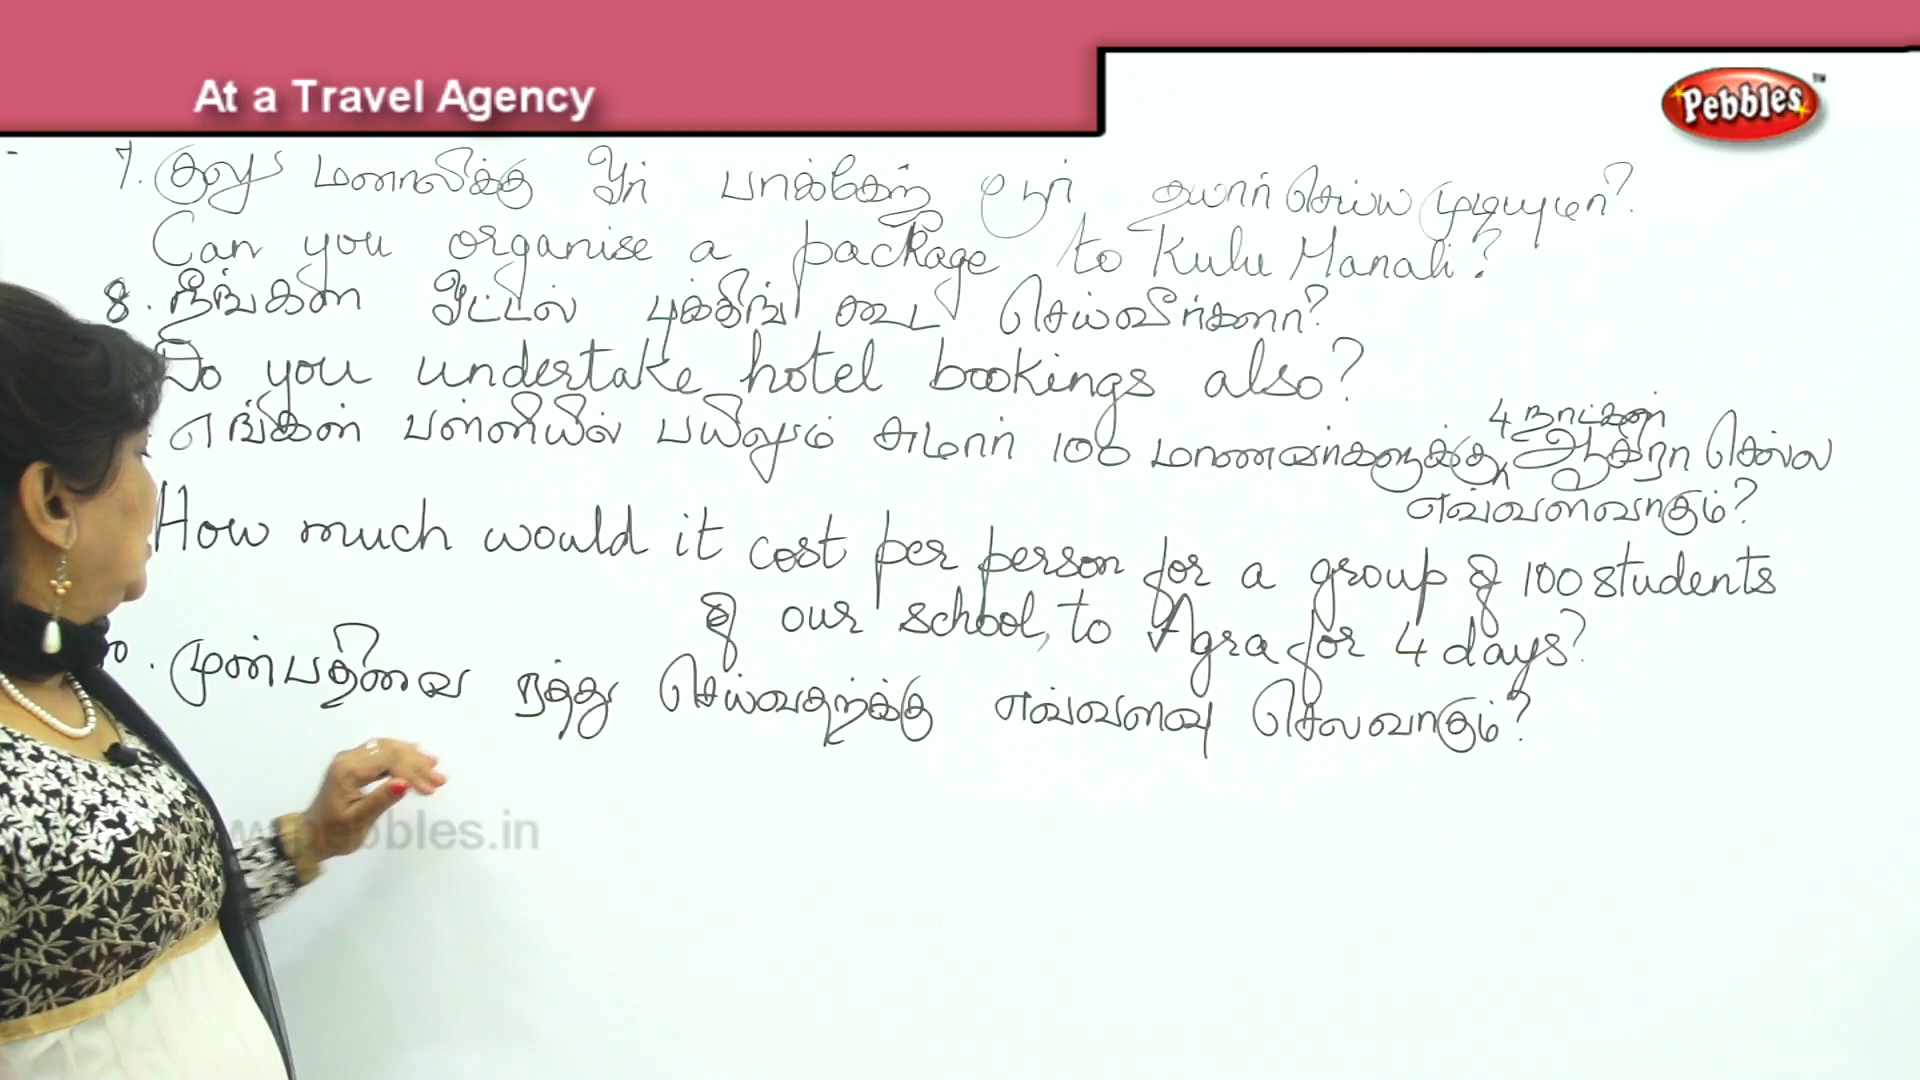 At a Travel Agency
Pebbles
7. குலு மனாலிக்கு ஓர் பாக்கேஜ் டூர் தயார் செய்ய முடியுமா?
Can you organise a package to Kulu Manali?
8. நீங்கள் ஓட்டல் புக்கிங் கூட செய்வீர்களா?
Do you undertake hotel bookings also?
4 நாட்கள்
எங்கள் பள்ளியில் பயிலும் சுமார் 100 மாணவர்களுக்கு ஆக்ரா செல்ல
எவ்வளவாகும்?
How much would it cost per person for a group of 100 students
of our school, to Agra for 4 days?
முன்பதிவை ரத்து செய்வதற்க்கு எவ்வளவு செலவாகும்?
pebbles.in